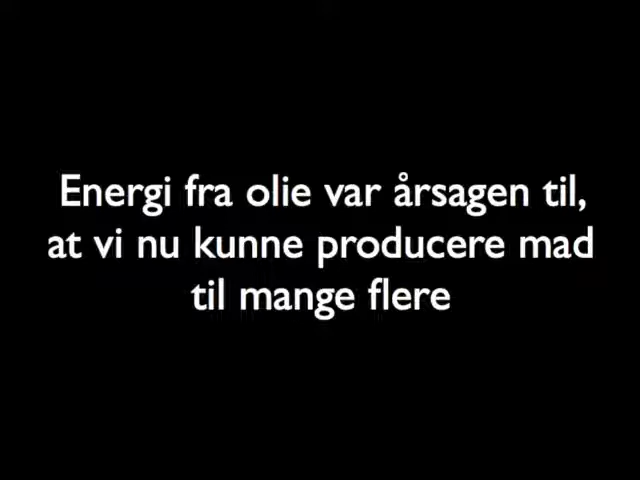 Energi fra olie var årsagen til,
at vi nu kunne producere mad
til mange flere